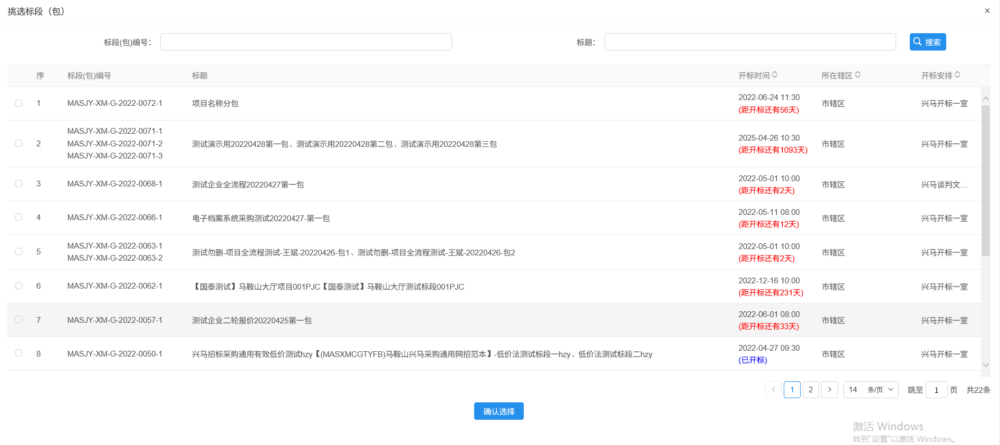 挑选标段（包）
×
标段(包)编号：
标题：
搜索
序 标段(包)编号 标题 开标时间 所在辖区 开标安排
1 MASJY-XM-G-2022-0072-1 项目名称分包 2022-06-24 11:30 市辖区 兴马开标一室
(距开标还有56天)
MASJY-XM-G-2022-0071-1
2 MASJY-XM-G-2022-0071-2 测试演示用20220428第一包、测试演示用20220428第二包、测试演示用20220428第三包 2025-04-26 10:30 市辖区 兴马开标一室
MASJY-XM-G-2022-0071-3 (距开标还有1093天)
3 MASJY-XM-G-2022-0068-1 测试企业全流程20220427第一包 2022-05-01 10:00 市辖区 兴马谈判文...
(距开标还有2天)
4 MASJY-XM-G-2022-0066-1 电子档案系统采购测试20220427-第一包 2022-05-11 08:00 市辖区 兴马开标一室
(距开标还有12天)
5 MASJY-XM-G-2022-0063-1 测试勿删-项目全流程测试-王斌-20220426-包1、测试勿删-项目全流程测试-王斌-20220426-包2 2022-05-01 10:00 市辖区 兴马开标一室
MASJY-XM-G-2022-0063-2 (距开标还有2天)
6 MASJY-XM-G-2022-0062-1 【国泰测试】马鞍山大厅项目001PJC【国泰测试】马鞍山大厅测试标段001PJC 2022-12-16 10:00 市辖区 兴马开标一室
(距开标还有231天)
7 MASJY-XM-G-2022-0057-1 测试企业二轮报价20220425第一包 2022-06-01 08:00 市辖区 兴马开标一室
(距开标还有33天)
8 MASJY-XM-G-2022-0050-1 兴马招标采购通用有效低价测试hzy【(MASXMCGTYFB)马鞍山兴马采购通用网招范本】-低价法测试标段一hzy、低价法测试标段二hzy 2022-04-27 09:30 市辖区 兴马开标一室
(已开标)
1 2 14 条/页 跳至 1 页 共22条
确认选择
激活 Windows
转到“设置”以激活 Windows。